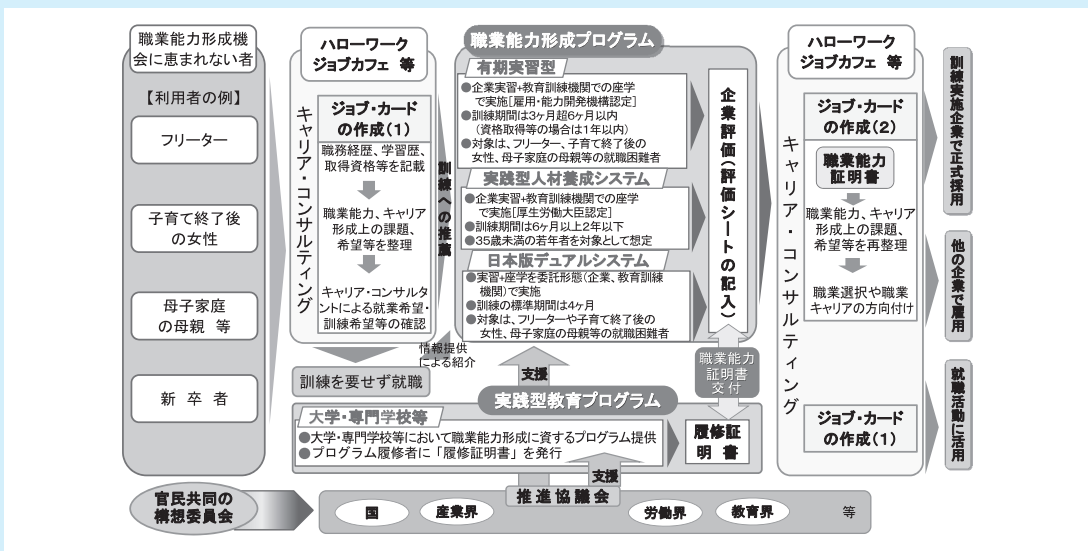 職業能力形成機
会に恵まれない者
【利用者の例】
フリーター
子育て終了後
の女性
母子家庭
の母親 等
新 卒 者
ハローワーク
ジョブカフェ 等
キャリア・コンサルティング
ジョブ・カード
の作成(1)
職務経歴、学習歴、
取得資格等を記載
職業能力、キャリア
形成上の課題、
希望等を整理
キャリア・コンサルタ
ントによる就業希望・
訓練希望等の確認
訓練への推薦
情報提供
による紹介
訓練を要せず就職
職業能力形成プログラム
有期実習型
●企業実習+教育訓練機関での座学
で実施[雇用・能力開発機構認定]
●訓練期間は3ヶ月超6ヶ月以内
(資格取得等の場合は1年以内)
●対象は、フリーター、子育て終了後の
女性、母子家庭の母親等の就職困難者
実践型人材養成システム
●企業実習+教育訓練機関での座学
で実施[厚生労働大臣認定]
●訓練期間は6ヶ月以上2年以下
●35歳未満の若年者を対象として想定
日本版デュアルシステム
●実習+座学を委託形態(企業、教育訓練
機関)で実施
●訓練の標準期間は4ヶ月
●対象は、フリーターや子育て終了後の
女性、母子家庭の母親等の就職困難者
企業評価(評価シートの記入)
支援
職業能力
証明書
交付
実践型教育プログラム
大学・専門学校等
●大学・専門学校等において職業能力形成に資するプログラム提供
●プログラム履修者に「履修証明書」を発行
履修証
明書
支援
ハローワーク
ジョブカフェ 等
キャリア・コンサルティング
ジョブ・カード
の作成(2)
職業能力
証明書
職業能力、キャリア
形成上の課題、
希望等を再整理
職業選択や職業
キャリアの方向付け
ジョブ・カード
の作成(1)
訓練実施企業で正式採用
他の企業で雇用
就職活動に活用
官民共同の
構想委員会
推進協議会
国
産業界
労働界
教育界
等